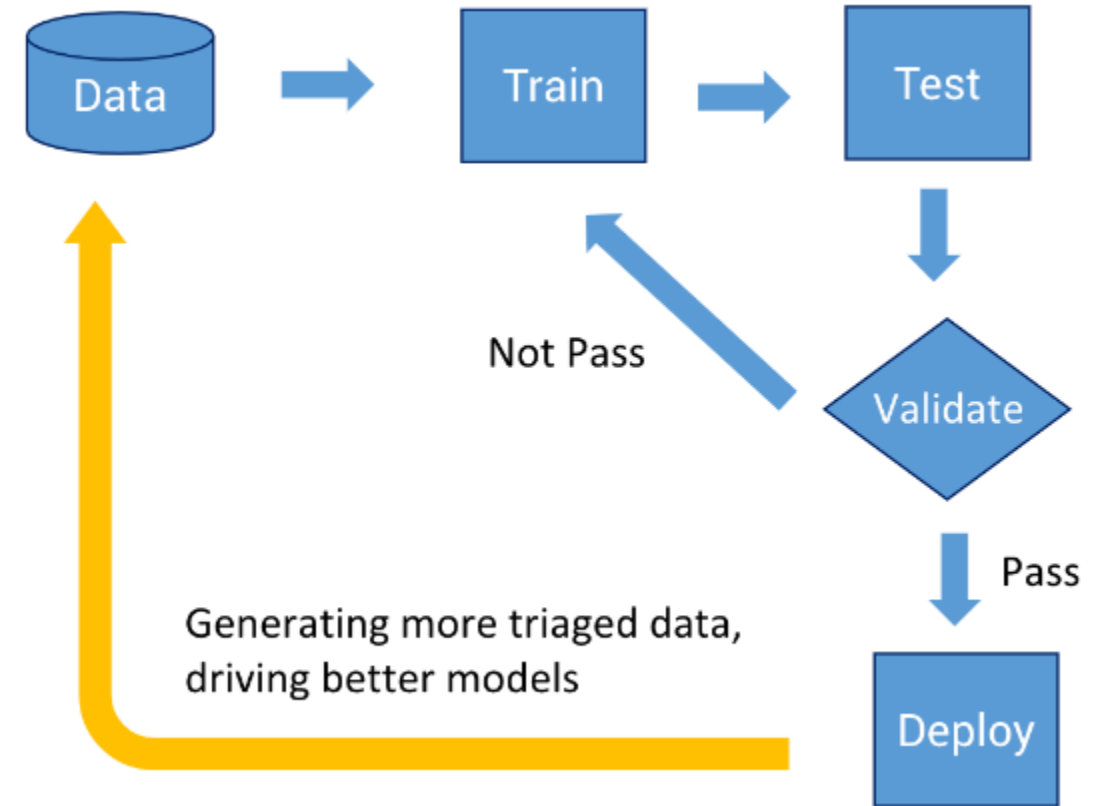 Data
Train
Test
Not Pass
Validate
Pass
Generating more triaged data,
driving better models
Deploy